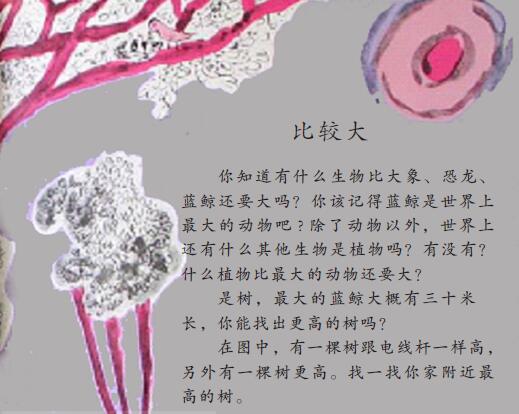 比较大
你知道有什么生物比大象、恐龙、
蓝鲸还要大吗？你该记得蓝鲸是世界上
最大的动物吧？除了动物以外，世界上
还有什么其他生物是植物吗？有没有？
什么植物比最大的动物还要大？
是树，最大的蓝鲸大概有三十米
长，你能找出更高的树吗？
在图中，有一棵树跟电线杆一样高，
另外有一棵树更高。找一找你家附近最
高的树。